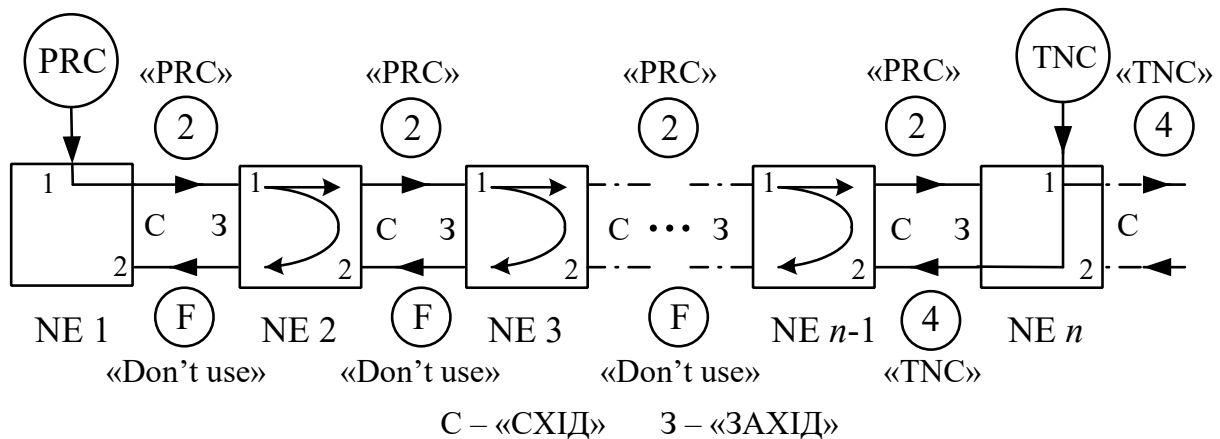 PRC TNC
«PRC» «PRC» «PRC» «PRC» «TNC»
2 2 2 2 4
1 1 1 1 1
С З С З С ••• З С З С
2 2 2 2 2
F F F 4
NE 1 NE 2 NE 3 NE n-1 NE n
«Don’t use» «Don’t use» «Don’t use» «TNC»
С – «СХІД» З – «ЗАХІД»